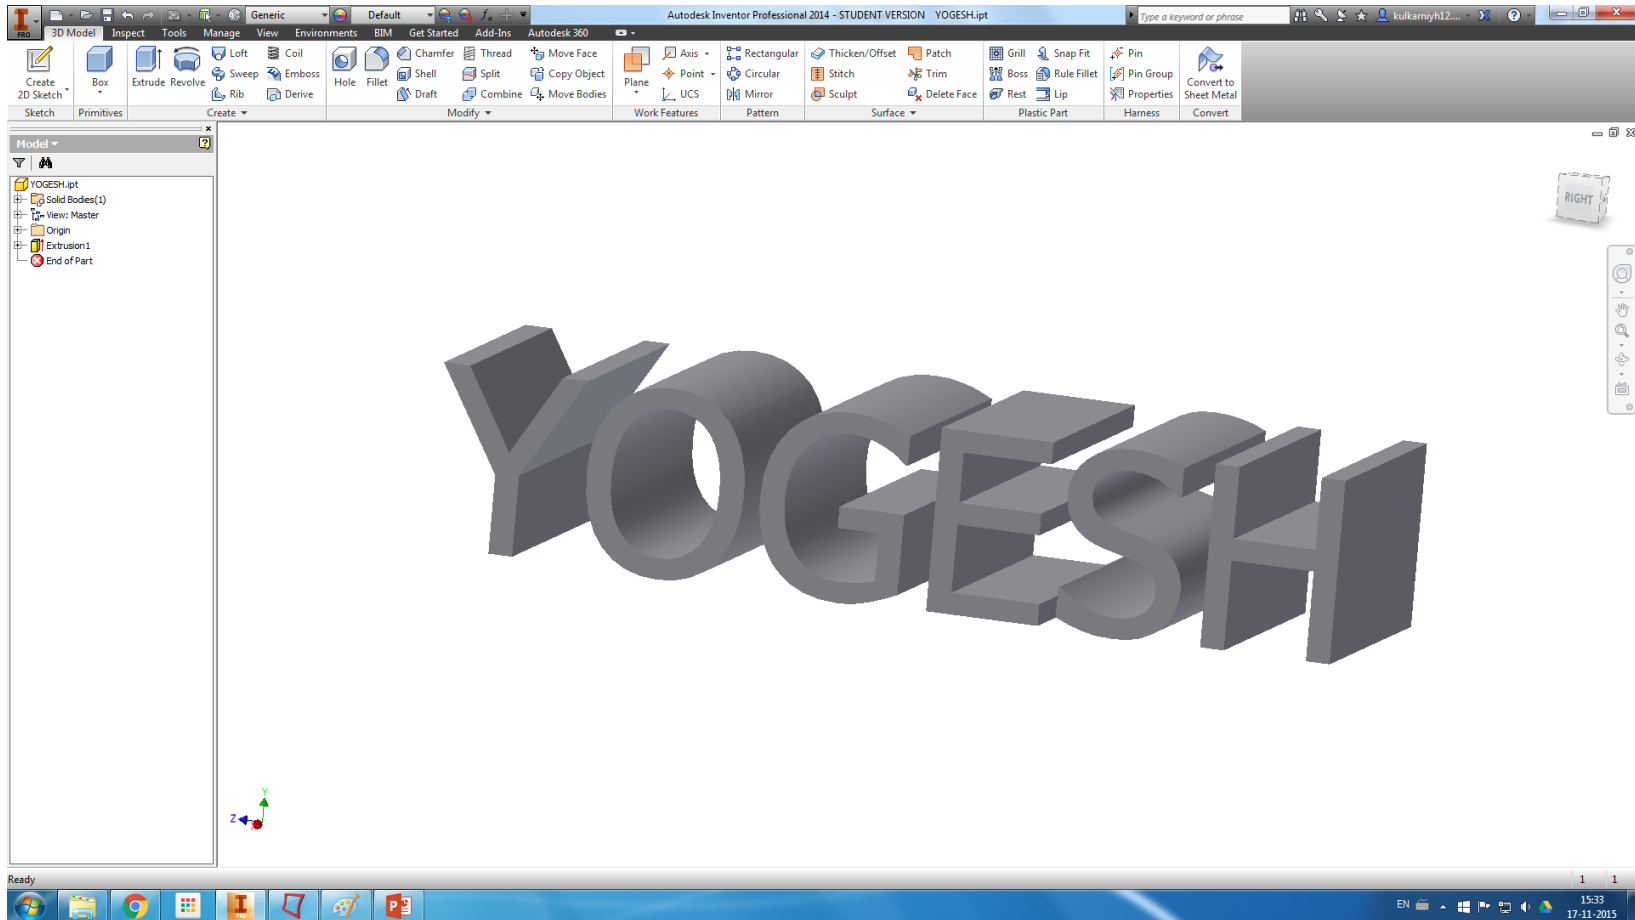 PRO
Generic
Default
Autodesk Inventor Professional 2014 - STUDENT VERSION YOGESH.ipt
Type a keyword or phrase
kulkarniyh12....
3D Model Inspect Tools Manage View Environments BIM Get Started Add-Ins Autodesk 360
Create
2D Sketch
Sketch
Box
Primitives
Extrude Revolve
Loft Coil
Sweep Emboss
Rib Derive
Create
Hole Fillet
Chamfer Thread Move Face
Shell Split Copy Object
Draft Combine Move Bodies
Modify
Plane
Axis
Point
UCS
Work Features
Rectangular
Circular
Mirror
Pattern
Thicken/Offset Patch
Stitch Trim
Sculpt Delete Face
Surface
Grill Snap Fit
Boss Rule Fillet
Rest Lip
Plastic Part
Pin
Pin Group
Properties
Harness
Convert to
Sheet Metal
Convert
Model
YOGESH.ipt
Solid Bodies(1)
View: Master
Origin
Extrusion1
End of Part
RIGHT
YOGESH
Y
Z
Ready
1 1
EN
15:33
17-11-2015